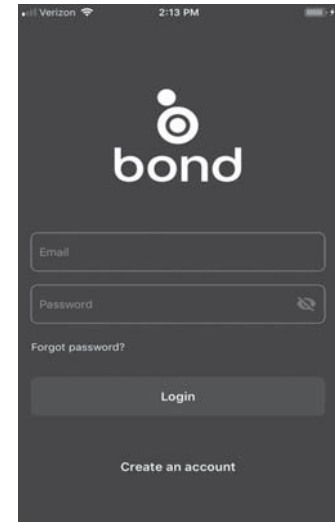 Verizon 2:13 PM
bond
Email
Password
Forgot password?
Login
Create an account